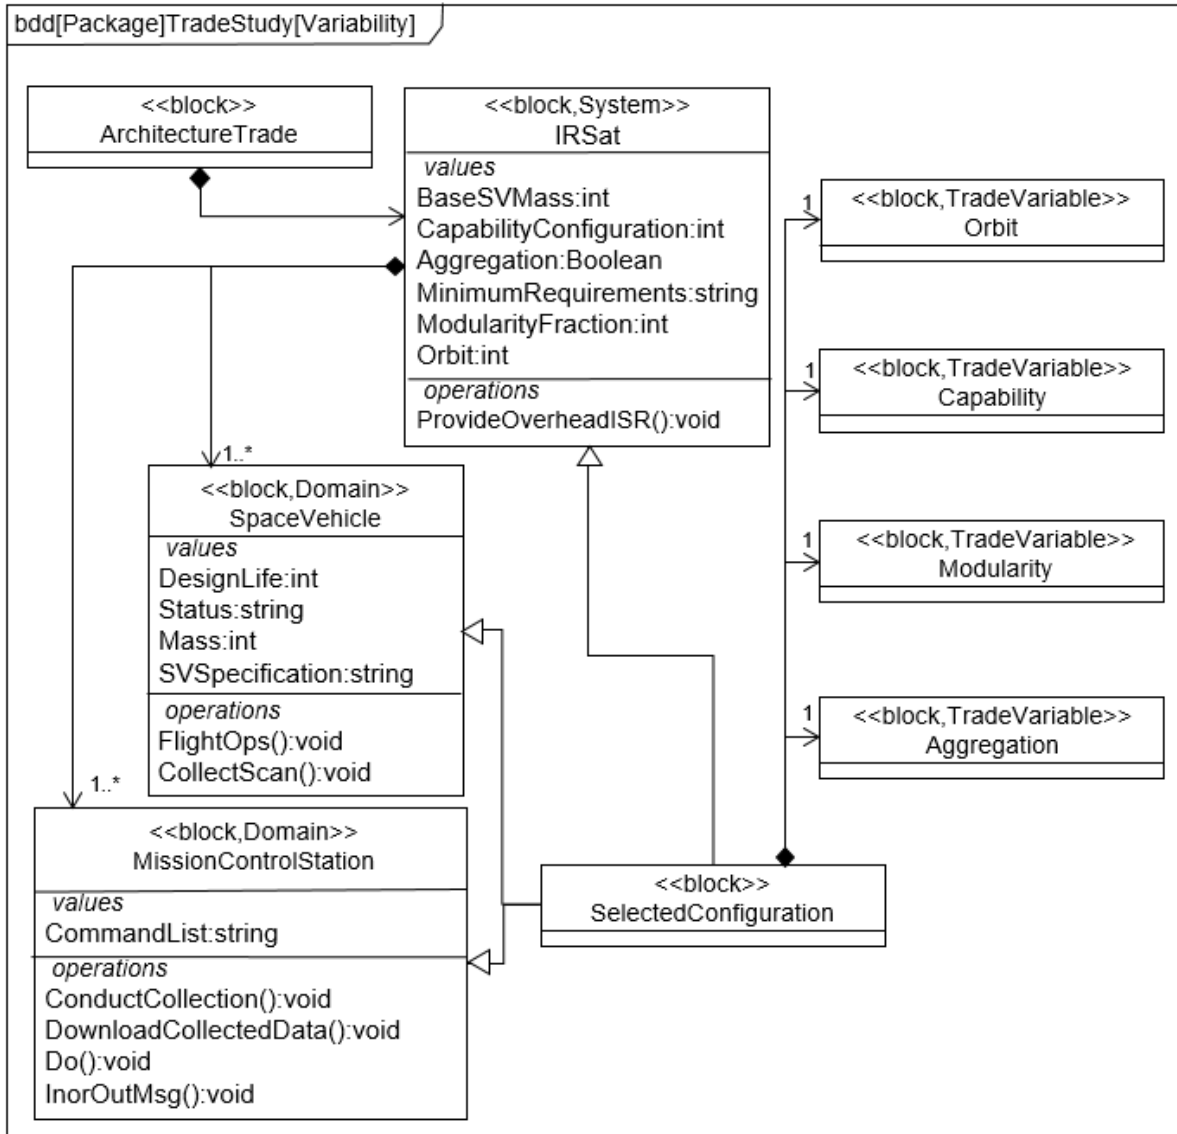 bdd[Package]TradeStudy[Variability]
<<block>>
ArchitectureTrade
<<block,System>>
IRSat
values
BaseSVMass:int
CapabilityConfiguration:int
Aggregation:Boolean
MinimumRequirements:string
ModularityFraction:int
Orbit:int
operations
ProvideOverheadISR():void
1
<<block,TradeVariable>>
Orbit
1
<<block,TradeVariable>>
Capability
1
<<block,TradeVariable>>
Modularity
1
<<block,TradeVariable>>
Aggregation
1..*
<<block,Domain>>
SpaceVehicle
values
DesignLife:int
Status:string
Mass:int
SVSpecification:string
operations
FlightOps():void
CollectScan():void
1..*
<<block,Domain>>
MissionControlStation
values
CommandList:string
operations
ConductCollection():void
DownloadCollectedData():void
Do():void
InorOutMsg():void
<<block>>
SelectedConfiguration